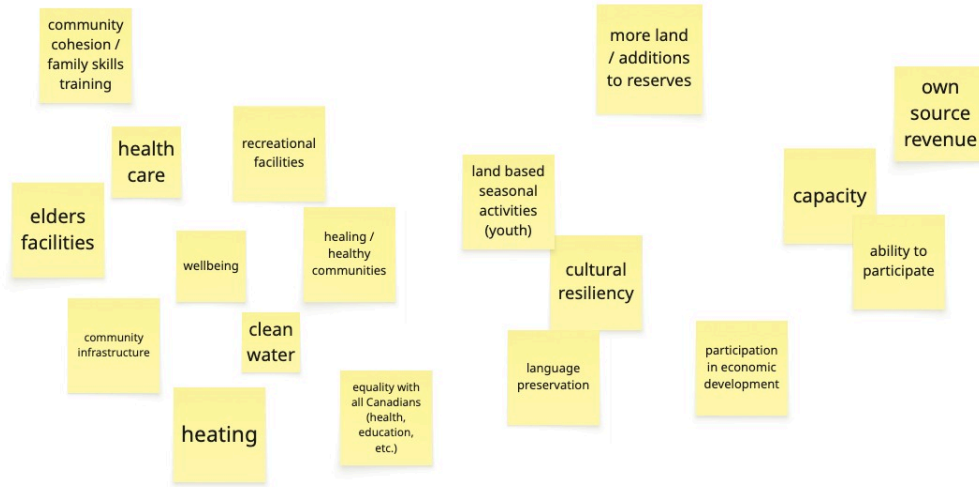 community
cohesion /
family skills
training
health
care
recreational
facilities
elders
facilities
wellbeing
healing /
healthy
communities
community
infrastructure
clean
water
heating
equality with
all Canadians
(health,
education,
etc.)
more land
/ additions
to reserves
land based
seasonal
activities
(youth)
cultural
resiliency
language
preservation
own
source
revenue
capacity
ability to
participate
participation
in economic
development